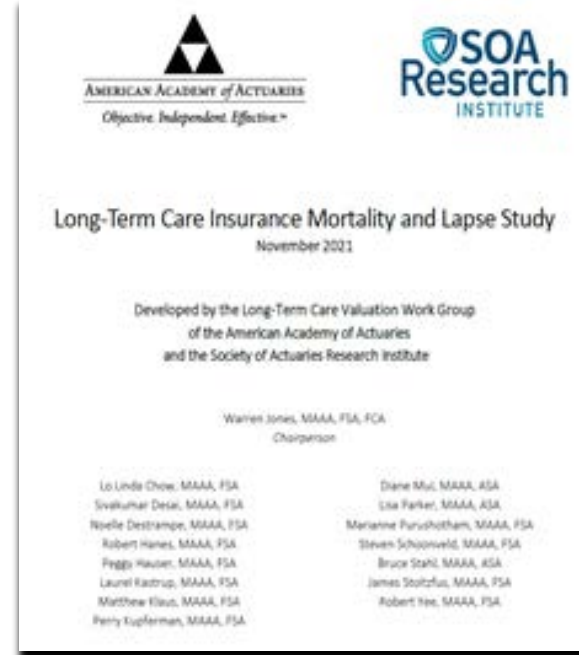 AMERICAN ACADEMY of ACTUARIES
Objective. Independent. Effective.™
SOA
Research
INSTITUTE
Long-Term Care Insurance Mortality and Lapse Study
November 2021
Developed by the Long-Term Care Valuation Work Group
of the American Academy of Actuaries
and the Society of Actuaries Research Institute
Warren Jones, MAAA, FSA, FCA
Chairperson
Lo Linda Chow, MAAA, FSA
Sivakumar Desai, MAAA, FSA
Noelle Destrampe, MAAA, FSA
Robert Hanes, MAAA, FSA
Peggy Hauser, MAAA, FSA
Laurel Kastrup, MAAA, FSA
Matthew Klaus, MAAA, FSA
Perry Kupferman, MAAA, FSA
Diane Mui, MAAA, ASA
Lisa Parker, MAAA, ASA
Marianne Purushotham, MAAA, FSA
Steven Schoonveld, MAAA, FSA
Bruce Stahl, MAAA, ASA
James Stoltzfus, MAAA, FSA
Robert Yee, MAAA, FSA